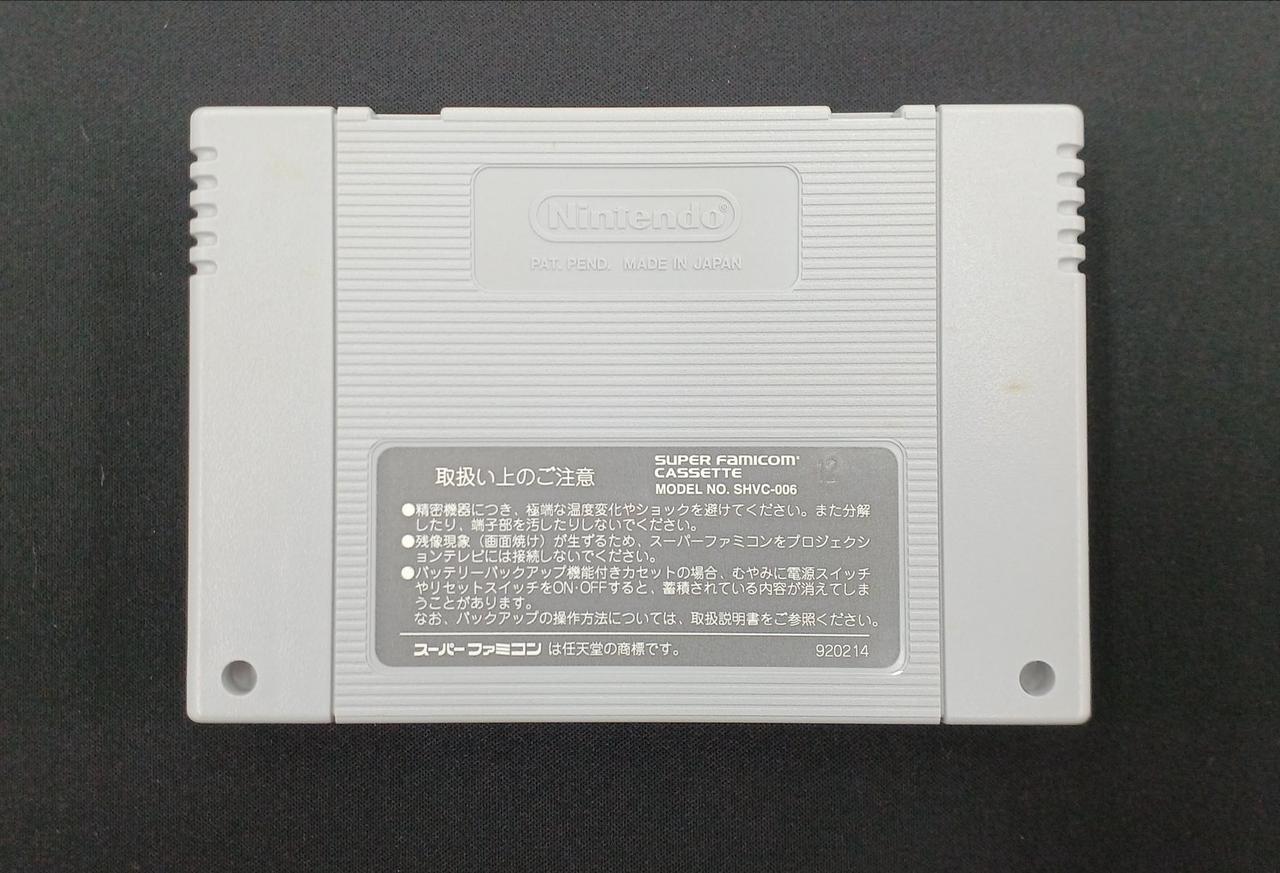 Nintendo®
PAT. PEND. MADE IN JAPAN
取扱い上のご注意
SUPER FAMICOM®
CASSETTE
MODEL NO. SHVC-006
12
●精密機器につき、極端な温度変化やショックを避けてください。また分解
したり、端子部を汚したりしないでください。
●残像現象(画面焼け)が生ずるため、スーパーファミコンをプロジェクシ
ョンテレビには接続しないでください。
●バッテリーバックアップ機能付きカセットの場合、むやみに電源スイッチ
やリセットスイッチをON·OFFすると、蓄積されている内容が消えてしま
うことがあります。
なお、バックアップの操作方法については、取扱説明書をご参照ください。
スーパーファミコン は任天堂の商標です。
920214